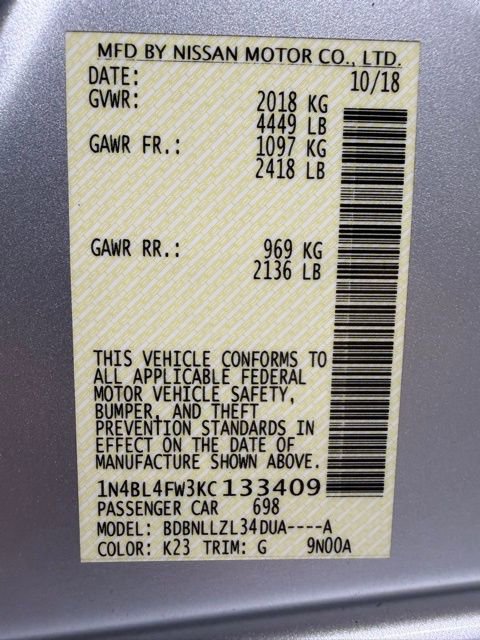 MFD BY NISSAN MOTOR CO., LTD.
DATE: 10/18
GVWR: 2018 KG
4449 LB
GAWR FR.: 1097 KG
2418 LB
GAWR RR.: 969 KG
2136 LB
THIS VEHICLE CONFORMS TO
ALL APPLICABLE FEDERAL
MOTOR VEHICLE SAFETY,
BUMPER, AND THEFT
PREVENTION STANDARDS IN
EFFECT ON THE DATE OF
MANUFACTURE SHOWN ABOVE.
1N4BL4FW3KC133409
PASSENGER CAR 698
MODEL: BDBNLLZL34DUA----A
COLOR: K23 TRIM: G 9N00A